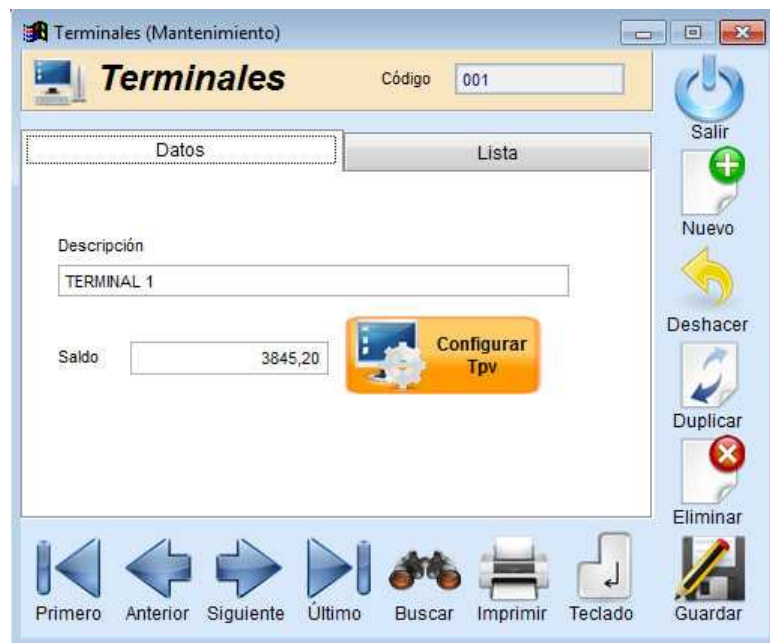 Terminales (Mantenimiento)
Terminales
Código
001
Salir
Datos
Lista
Nuevo
Descripción
TERMINAL 1
Deshacer
Saldo
3845,20
Configurar
Tpv
Duplicar
Eliminar
Primero
Anterior
Siguiente
Último
Buscar
Imprimir
Teclado
Guardar